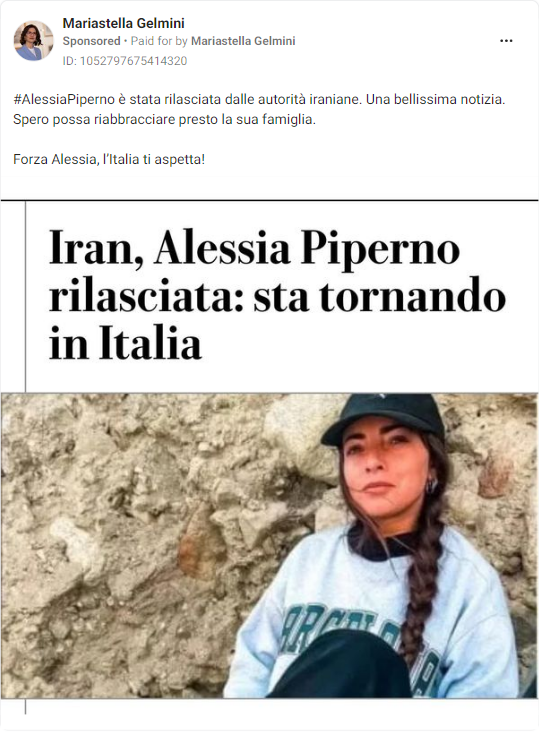 Mariastella Gelmini
Sponsored • Paid for by Mariastella Gelmini
ID: 1052797675414320
#AlessiaPiperno è stata rilasciata dalle autorità iraniane. Una bellissima notizia.
Spero possa riabbracciare presto la sua famiglia.
Forza Alessia, l'Italia ti aspetta!
Iran, Alessia Piperno
rilasciata: sta tornando
in Italia
BARCELONA